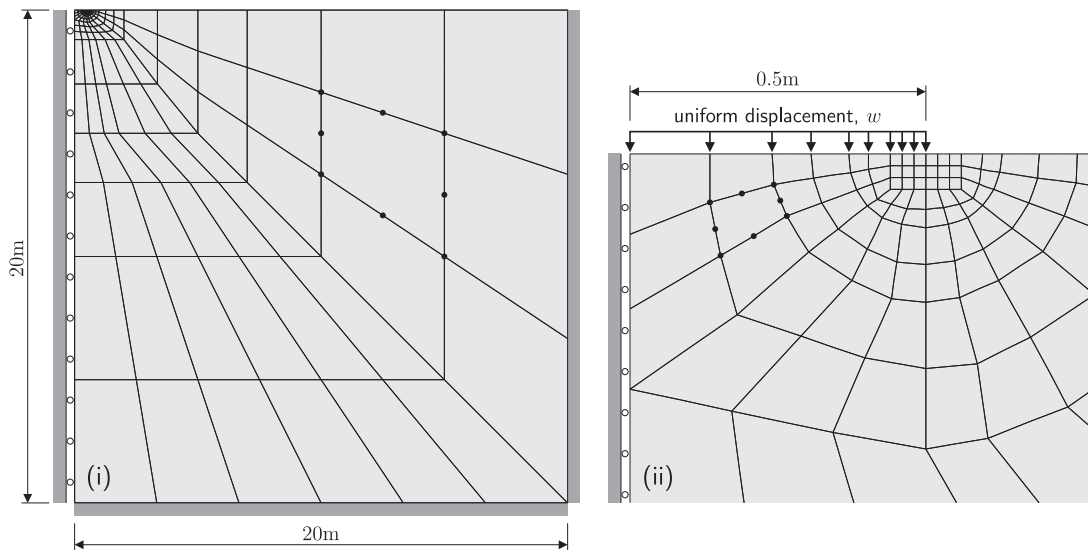 20m
(i)
20m
0.5m
uniform displacement, w
(ii)